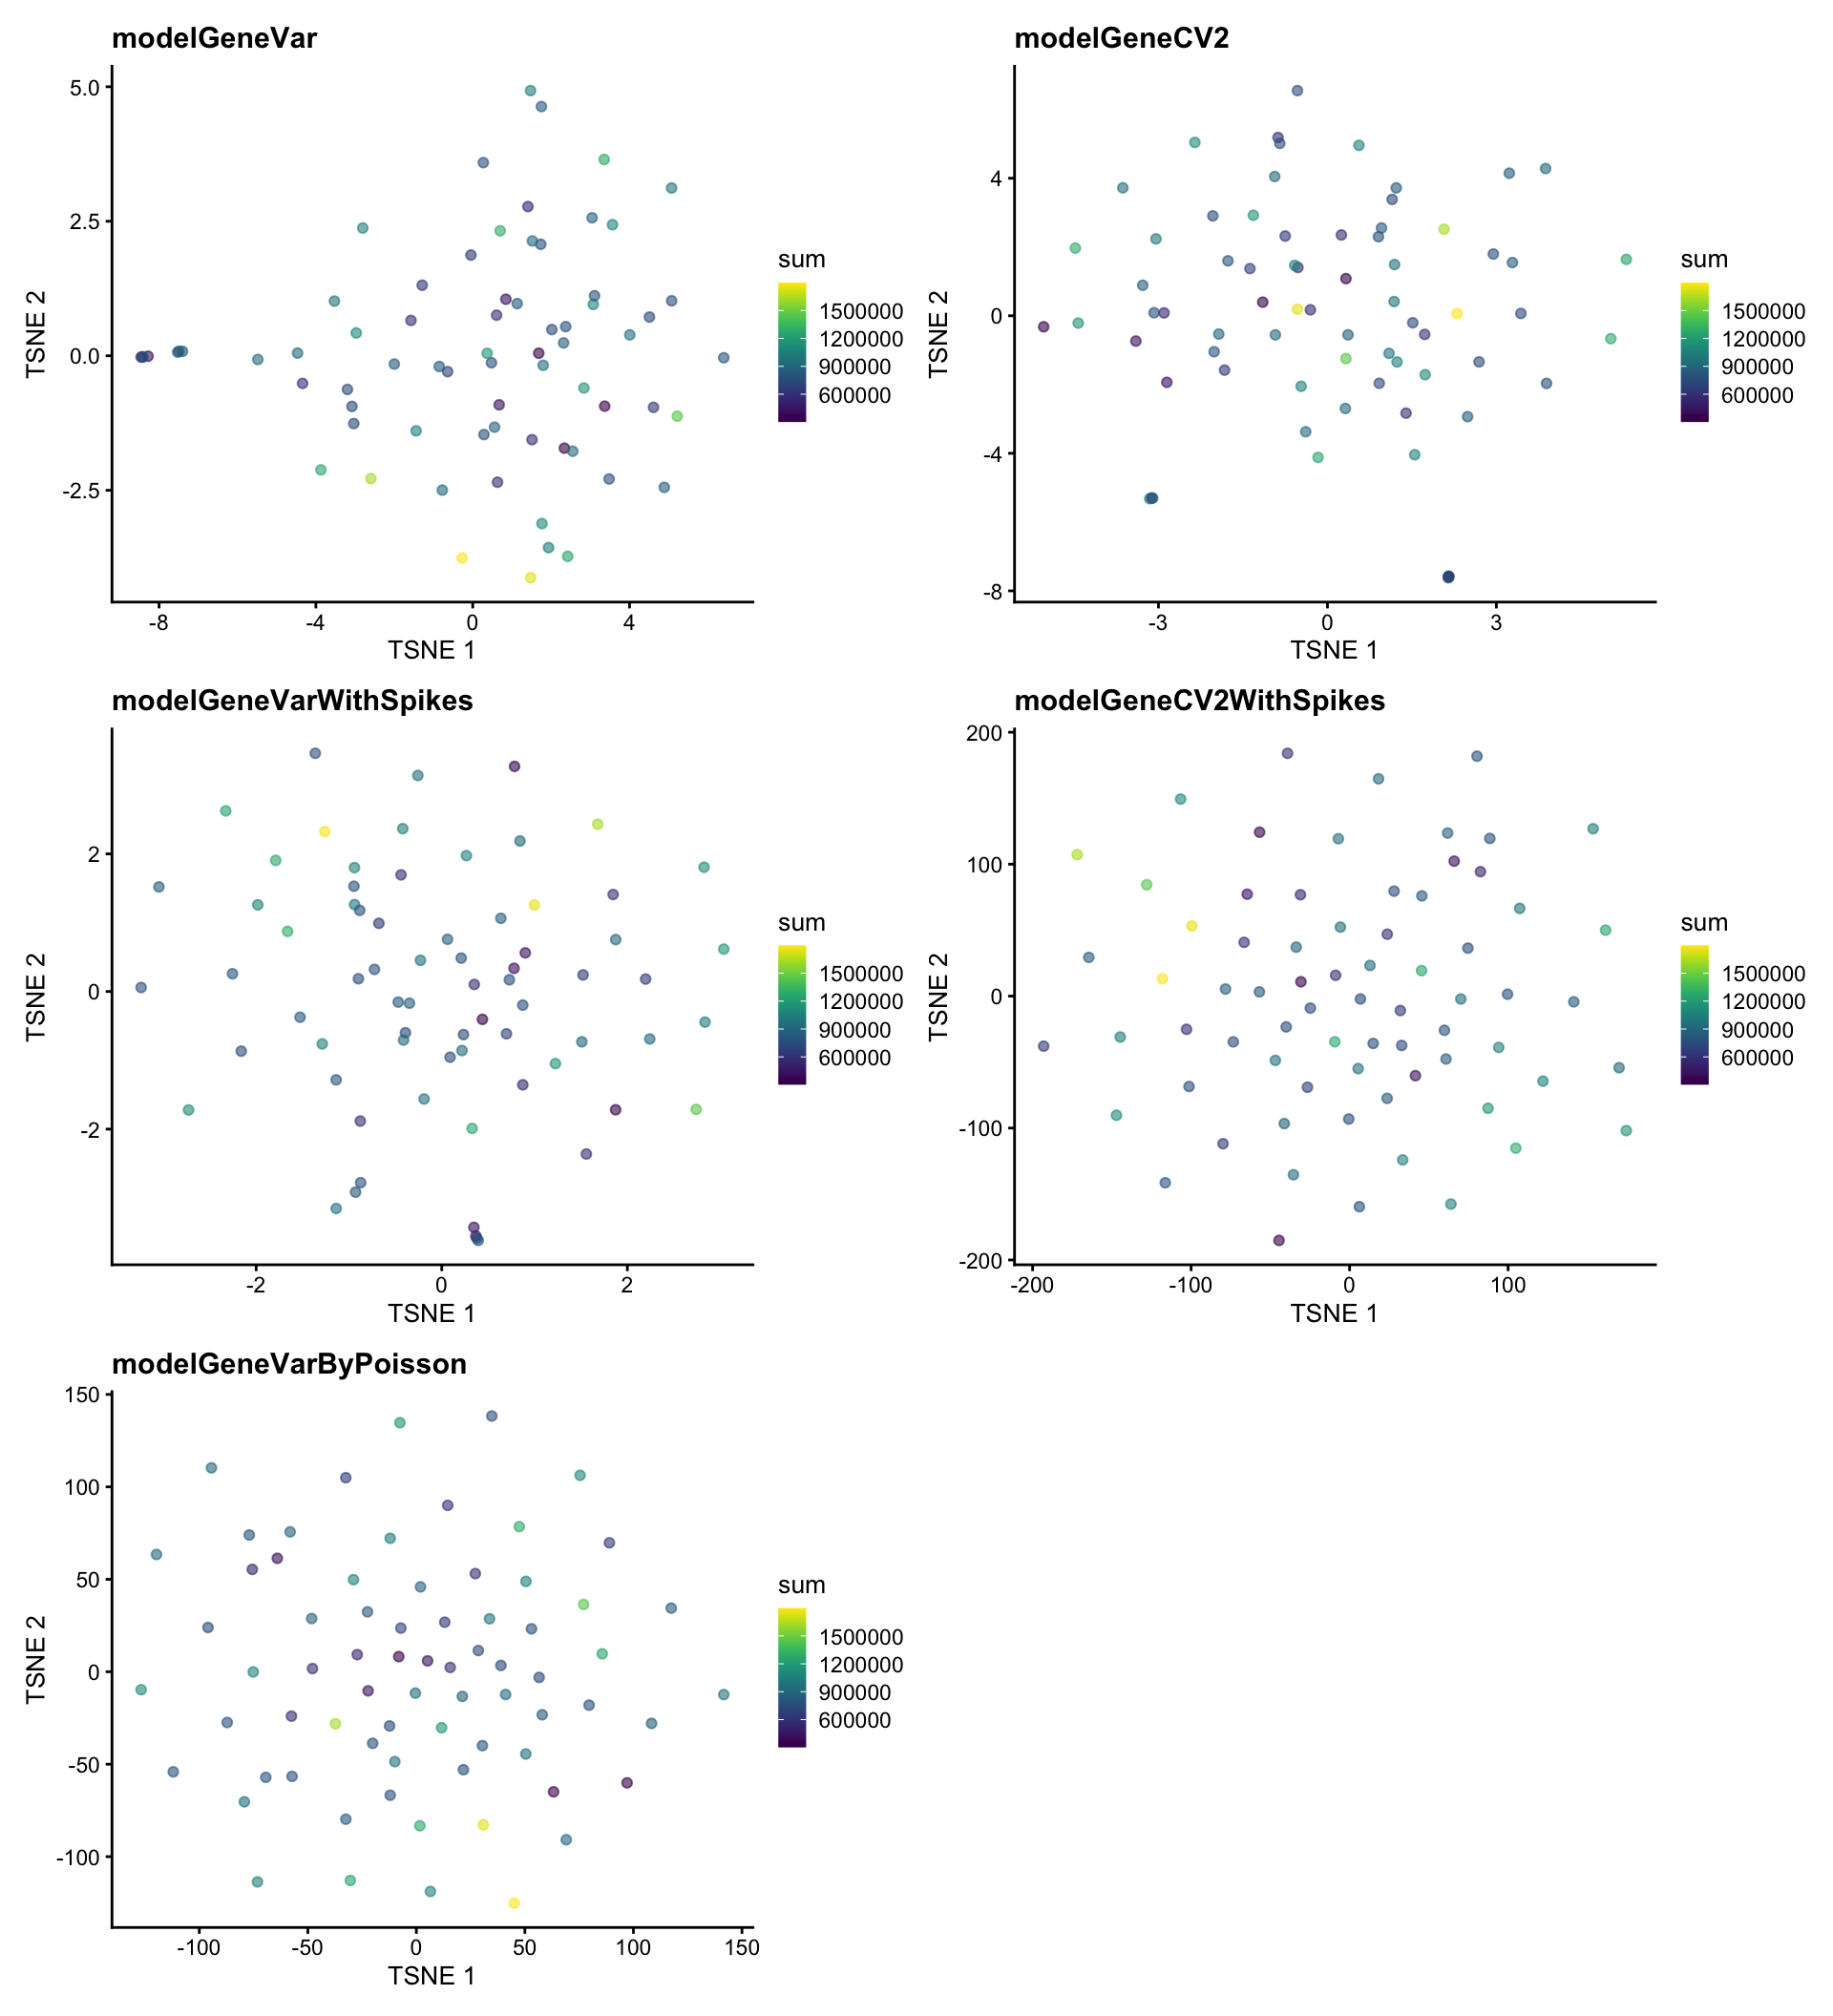 modelGeneVar
5.0
2.5
0.0
-2.5
TSNE 2
-8 -4 0 4
TSNE 1
sum
1500000
1200000
900000
600000
modelGeneCV2
4
0
-4
-8
TSNE 2
-3 0 3
TSNE 1
sum
1500000
1200000
900000
600000
modelGeneVarWithSpikes
2
0
-2
TSNE 2
-2 0 2
TSNE 1
sum
1500000
1200000
900000
600000
modelGeneCV2WithSpikes
200
100
0
-100
-200
TSNE 2
-200 -100 0 100
TSNE 1
sum
1500000
1200000
900000
600000
modelGeneVarByPoisson
150
100
50
0
-50
-100
TSNE 2
-100 -50 0 50 100 150
TSNE 1
sum
1500000
1200000
900000
600000